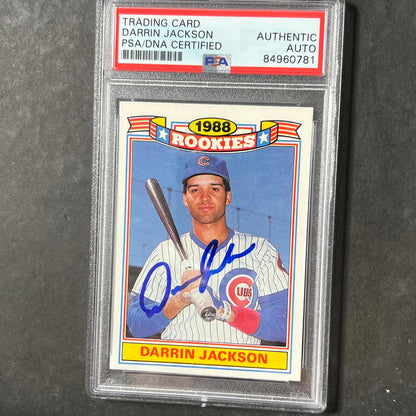 TRADING CARD
DARRIN JACKSON AUTHENTIC
PSA/DNA CERTIFIED AUTO
PSA 84960781
1988
ROOKIES
CUBS
DARRIN JACKSON